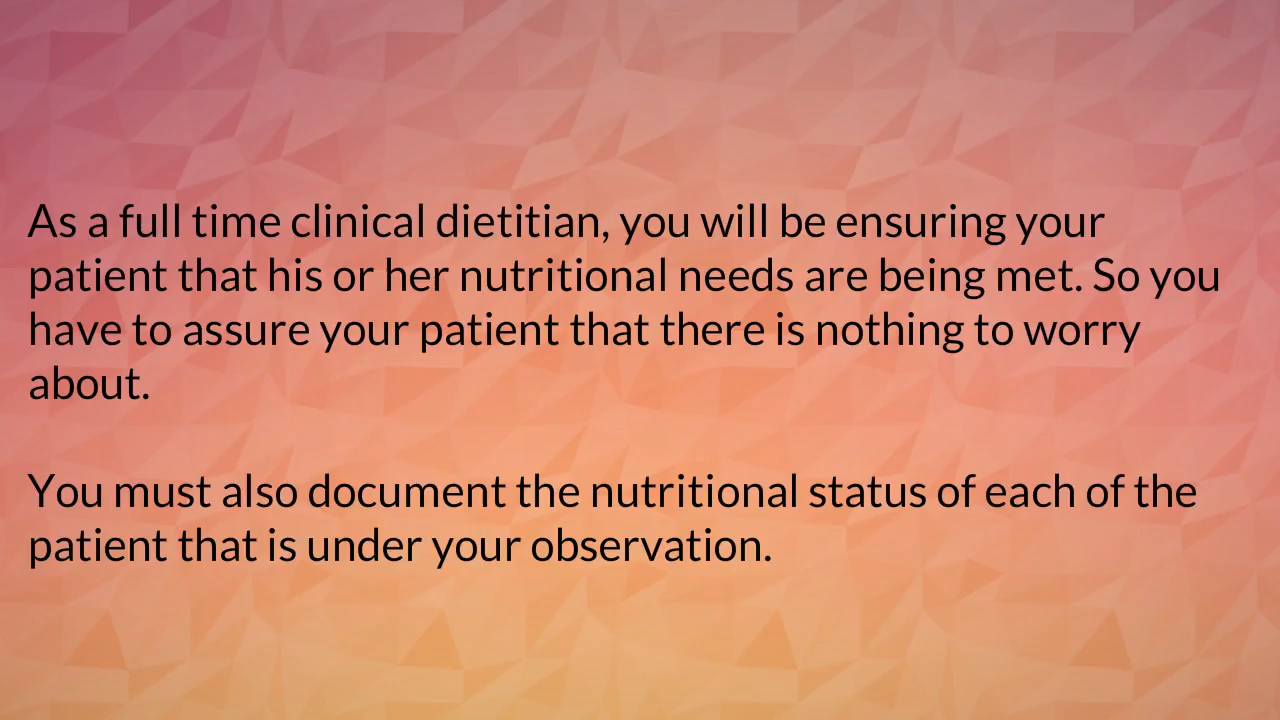 As a full time clinical dietitian, you will be ensuring your
patient that his or her nutritional needs are being met. So you
have to assure your patient that there is nothing to worry
about.
You must also document the nutritional status of each of the
patient that is under your observation.